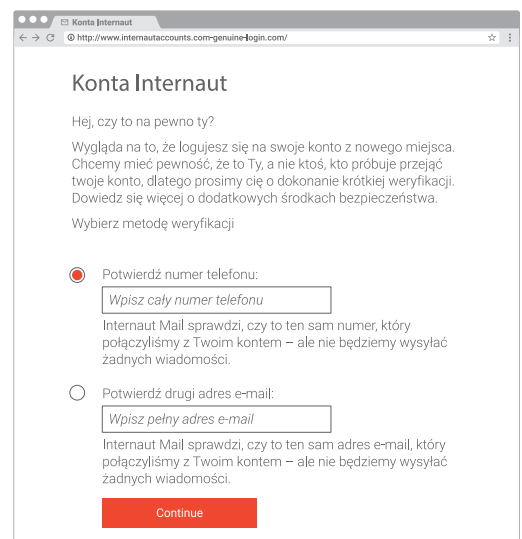 Konta Internaut
http://www.internautaccounts.com-genuine-login.com/
Konta Internaut
Hej, czy to na pewno ty?
Wygląda na to, że logujesz się na swoje konto z nowego miejsca.
Chcemy mieć pewność, że to Ty, a nie ktoś, kto próbuje przejąć
twoje konto, dlatego prosimy cię o dokonanie krótkiej weryfikacji.
Dowiedz się więcej o dodatkowych środkach bezpieczeństwa.
Wybierz metodę weryfikacji
Potwierdź numer telefonu:
Wpisz cały numer telefonu
Internaut Mail sprawdzi, czy to ten sam numer, który
połączyliśmy z Twoim kontem – ale nie będziemy wysyłać
żadnych wiadomości.
Potwierdź drugi adres e-mail:
Wpisz pełny adres e-mail
Internaut Mail sprawdzi, czy to ten sam adres e-mail, który
połączyliśmy z Twoim kontem – ale nie będziemy wysyłać
żadnych wiadomości.
Continue